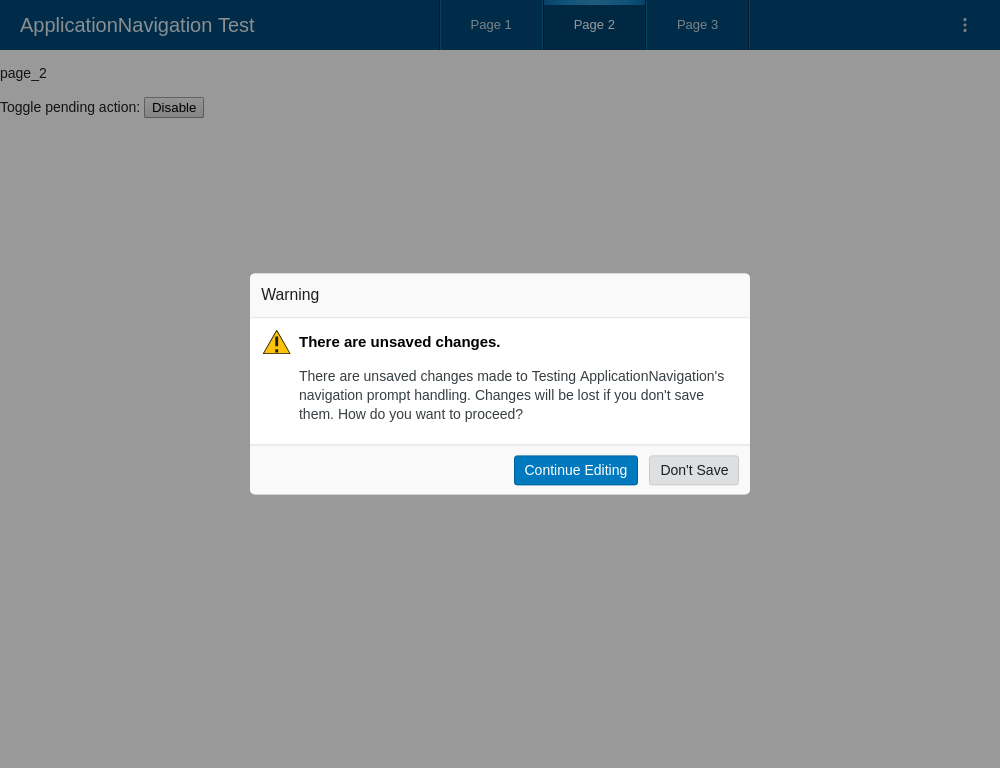 ApplicationNavigation Test
Page 1
Page 2
Page 3
page_2
Toggle pending action: Disable
Warning
There are unsaved changes.
There are unsaved changes made to Testing ApplicationNavigation's
navigation prompt handling. Changes will be lost if you don't save
them. How do you want to proceed?
Continue Editing
Don't Save